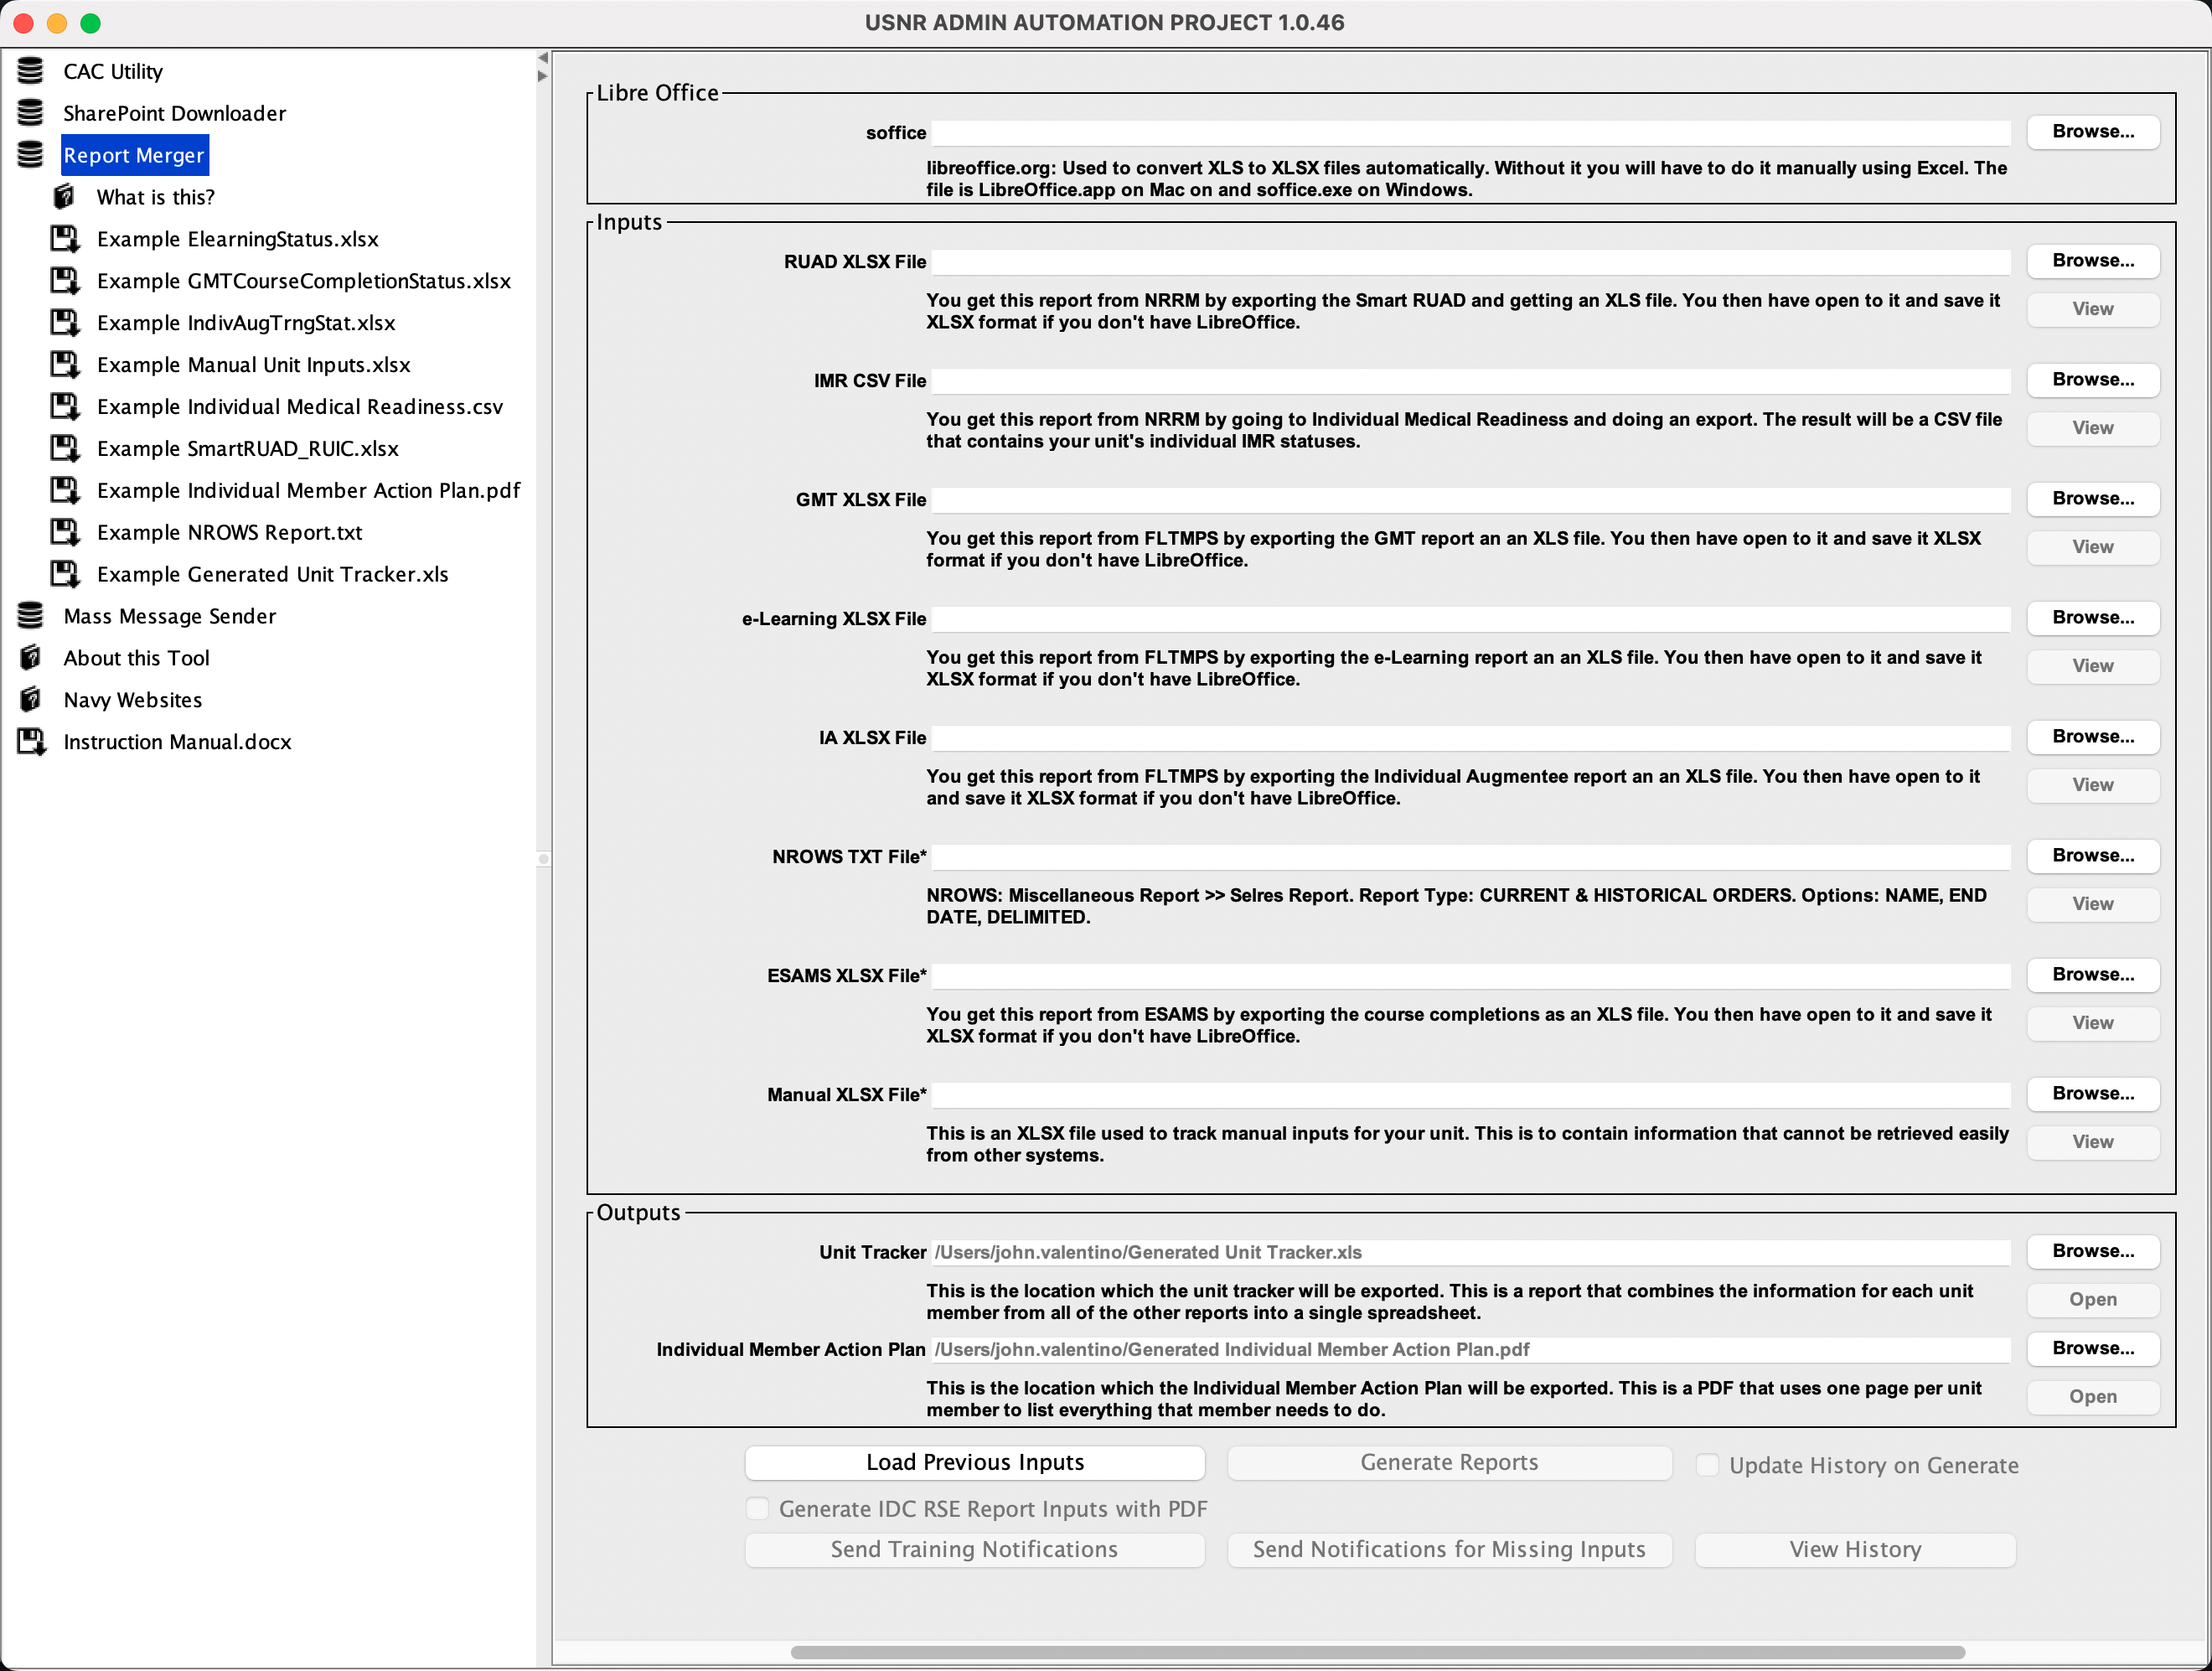 USNR ADMIN AUTOMATION PROJECT 1.0.46
CAC Utility
SharePoint Downloader
Report Merger
What is this?
Example ElearningStatus.xlsx
Example GMTCourseCompletionStatus.xlsx
Example IndivAugTrngStat.xlsx
Example Manual Unit Inputs.xlsx
Example Individual Medical Readiness.csv
Example SmartRUAD_RUIC.xlsx
Example Individual Member Action Plan.pdf
Example NROWS Report.txt
Example Generated Unit Tracker.xls
Mass Message Sender
About this Tool
Navy Websites
Instruction Manual.docx
Libre Office
soffice
Browse...
libreoffice.org: Used to convert XLS to XLSX files automatically. Without it you will have to do it manually using Excel. The
file is LibreOffice.app on Mac on and soffice.exe on Windows.
Inputs
RUAD XLSX File
Browse...
You get this report from NRRM by exporting the Smart RUAD and getting an XLS file. You then have open to it and save it
XLSX format if you don't have LibreOffice.
View
IMR CSV File
Browse...
You get this report from NRRM by going to Individual Medical Readiness and doing an export. The result will be a CSV file
that contains your unit's individual IMR statuses.
View
GMT XLSX File
Browse...
You get this report from FLTMPS by exporting the GMT report an an XLS file. You then have open to it and save it XLSX
format if you don't have LibreOffice.
View
e-Learning XLSX File
Browse...
You get this report from FLTMPS by exporting the e-Learning report an an XLS file. You then have open to it and save it
XLSX format if you don't have LibreOffice.
View
IA XLSX File
Browse...
You get this report from FLTMPS by exporting the Individual Augmentee report an an XLS file. You then have open to it
and save it XLSX format if you don't have LibreOffice.
View
NROWS TXT File*
Browse...
NROWS: Miscellaneous Report >> Selres Report. Report Type: CURRENT & HISTORICAL ORDERS. Options: NAME, END
DATE, DELIMITED.
View
ESAMS XLSX File*
Browse...
You get this report from ESAMS by exporting the course completions as an XLS file. You then have open to it and save it
XLSX format if you don't have LibreOffice.
View
Manual XLSX File*
Browse...
This is an XLSX file used to track manual inputs for your unit. This is to contain information that cannot be retrieved easily
from other systems.
View
Outputs
Unit Tracker
/Users/john.valentino/Generated Unit Tracker.xls
Browse...
This is the location which the unit tracker will be exported. This is a report that combines the information for each unit
member from all of the other reports into a single spreadsheet.
Open
Individual Member Action Plan
/Users/john.valentino/Generated Individual Member Action Plan.pdf
Browse...
This is the location which the Individual Member Action Plan will be exported. This is a PDF that uses one page per unit
member to list everything that member needs to do.
Open
Load Previous Inputs
Generate Reports
Update History on Generate
Generate IDC RSE Report Inputs with PDF
Send Training Notifications
Send Notifications for Missing Inputs
View History